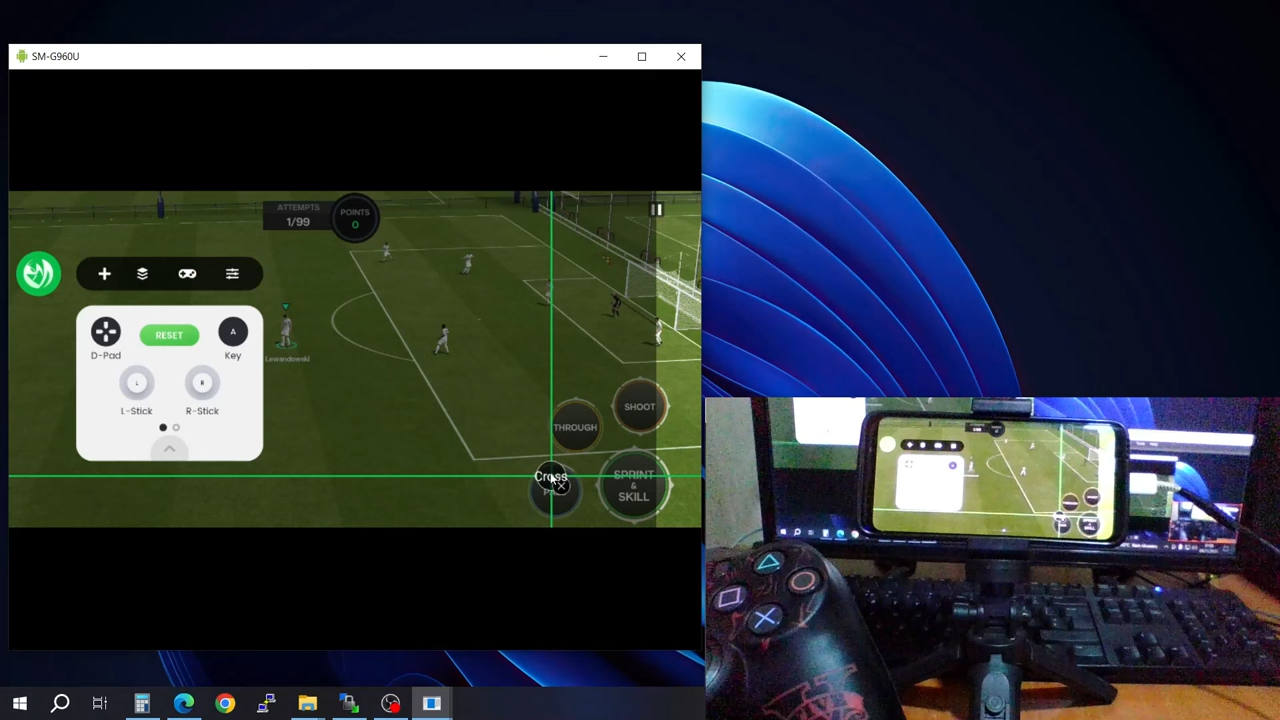 SM-G960U
ATTEMPTS
1/99
POINTS
0
D-Pad
RESET
A
Key
L
R
L-Stick
R-Stick
Lewandowski
SHOOT
THROUGH
Cross
SPRINT
&
SKILL